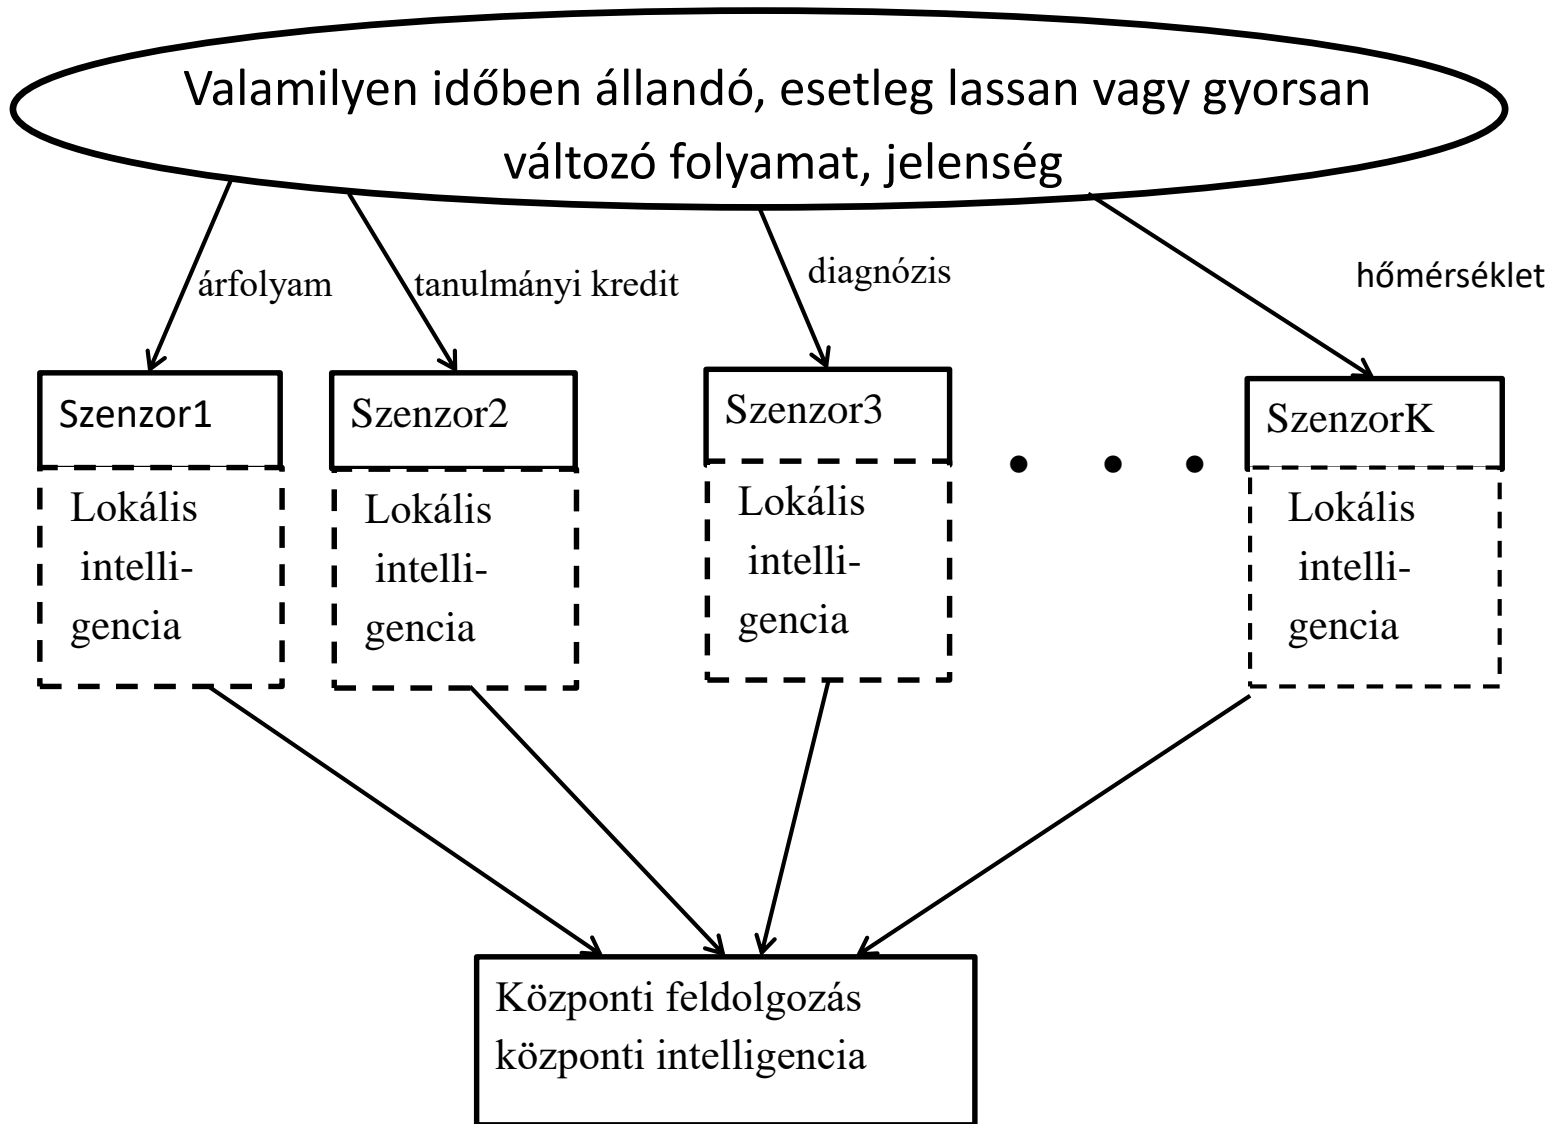 Valamilyen időben állandó, esetleg lassan vagy gyorsan
változó folyamat, jelenség
árfolyam
tanulmányi kredit
diagnózis
hőmérséklet
Szenzor1
Szenzor2
Szenzor3
SzenzorK
Lokális
intelli-
gencia
Lokális
intelli-
gencia
Lokális
intelli-
gencia
Lokális
intelli-
gencia
Központi feldolgozás
központi intelligencia